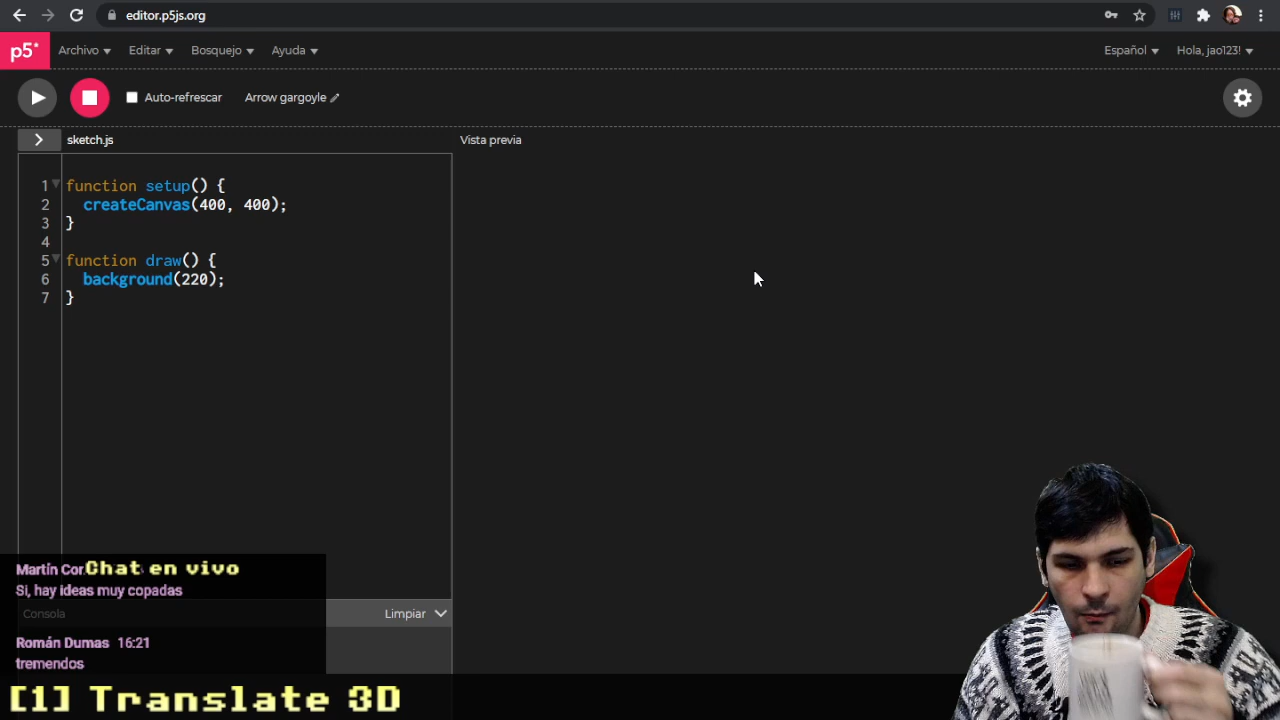 editor.p5js.org
p5* Archivo Editar Bosquejo Ayuda Español Hola, jao123!
Auto-refrescar Arrow gargoyle
sketch.js Vista previa
1 function setup() {
2 createCanvas(400, 400);
3 }
4
5 function draw() {
6 background(220);
7 }
Martín Cor
Chat en vivo
Si, hay ideas muy copadas
Consola Limpiar
Román Dumas 16:21
tremendos
[1] Translate 3D